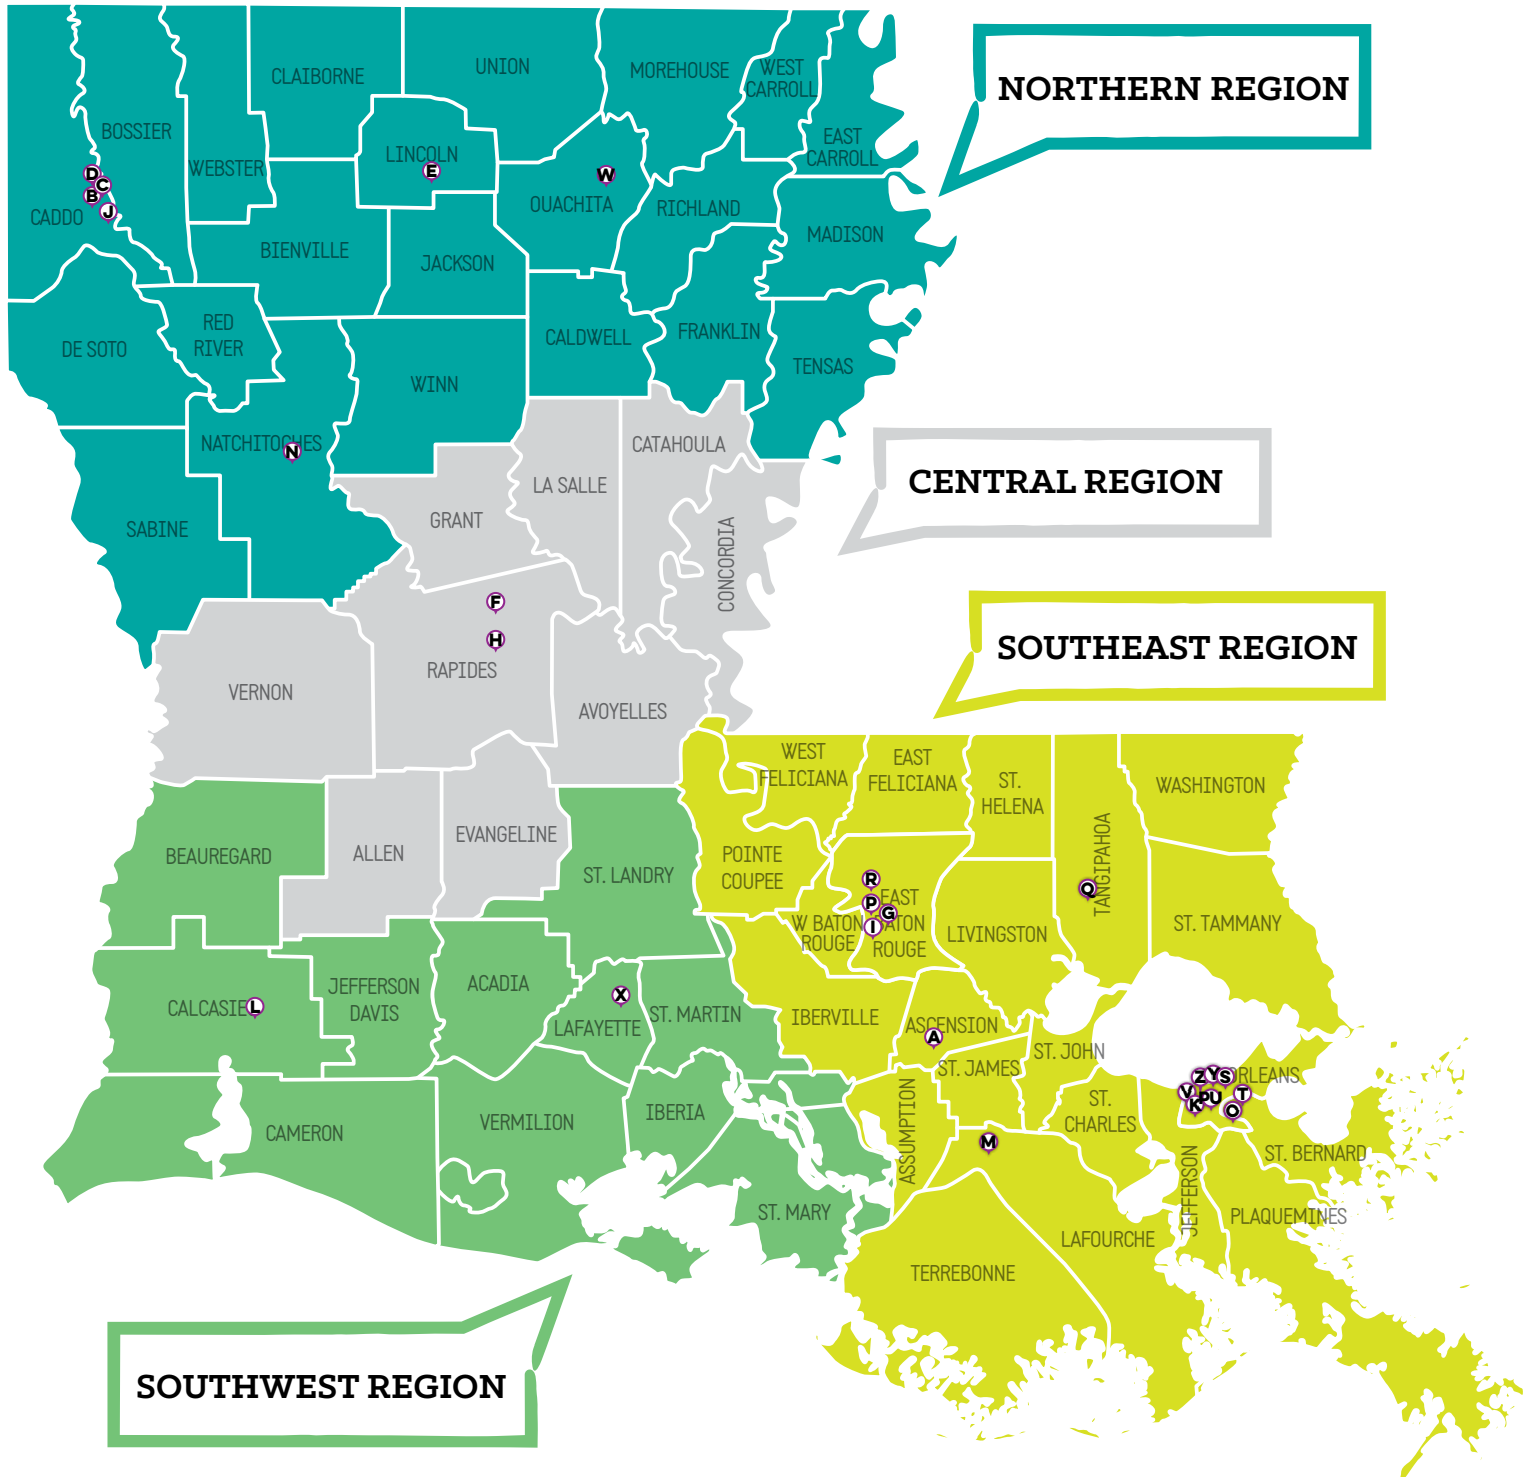 CLAIBORNE
UNION
MOREHOUSE
WEST
CARROLL
EAST
CARROLL
BOSSIER
WEBSTER
LINCOLN
E
W
OUACHITA
RICHLAND
MADISON
D
C
B
J
CADDO
BIENVILLE
JACKSON
RED
RIVER
DE SOTO
CALDWELL
FRANKLIN
TENSAS
WINN
NATCHITOCHES
N
SABINE
NORTHERN REGION
CATAHOULA
LA SALLE
GRANT
CONCORDIA
F
H
RAPIDES
VERNON
AVOYELLES
ALLEN
EVANGELINE
CENTRAL REGION
SOUTHEAST REGION
WEST
FELICIANA
EAST
FELICIANA
ST.
HELENA
TANGIPAHOA
Q
WASHINGTON
POINTE
COUPEE
R
P
G
I
EAST
BATON
ROUGE
W BATON
ROUGE
LIVINGSTON
ST. TAMMANY
IBERVILLE
ASCENSION
A
ST. JAMES
ST. JOHN
ST.
CHARLES
ASSUMPTION
M
Z
Y
S
ORLEANS
V
K
P
U
T
O
JEFFERSON
ST. BERNARD
PLAQUEMINES
LAFOURCHE
TERREBONNE
BEAUREGARD
ST. LANDRY
CALCASIE
L
JEFFERSON
DAVIS
ACADIA
X
LAFAYETTE
ST. MARTIN
CAMERON
VERMILION
IBERIA
ST. MARY
SOUTHWEST REGION